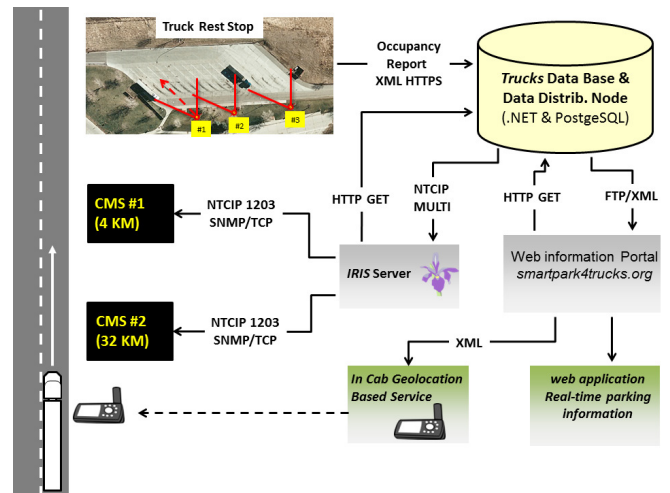 Truck Rest Stop
#1
#2
#3
Occupancy
Report
XML HTTPS
Trucks Data Base &
Data Distrib. Node
(.NET & PostgeSQL)
HTTP GET
NTCIP
MULTI
HTTP GET
FTP/XML
CMS #1
(4 KM)
NTCIP 1203
SNMP/TCP
IRIS Server
Web information Portal
smartpark4trucks.org
CMS #2
(32 KM)
NTCIP 1203
SNMP/TCP
XML
In Cab Geolocation
Based Service
web application
Real-time parking
information